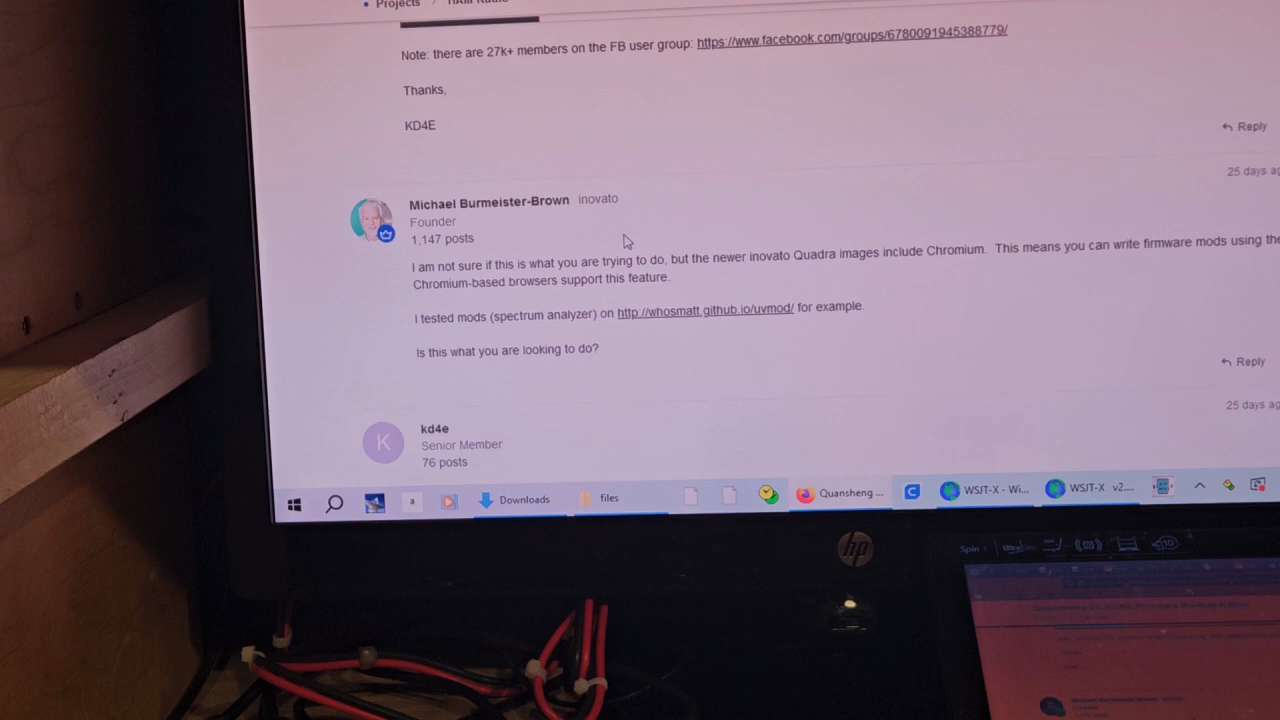 Projects
Note: there are 27k+ members on the FB user group: https://www.facebook.com/groups/6780091945388779/
Thanks,
KD4E
Reply
25 days ag
Michael Burmeister-Brown inovato
Founder
1,147 posts
I am not sure if this is what you are trying to do, but the newer inovato Quadra images include Chromium. This means you can write firmware mods using the
Chromium-based browsers support this feature.
I tested mods (spectrum analyzer) on http://whosmatt.github.io/uvmod/ for example.
Is this what you are looking to do?
Reply
25 days ag
K
kd4e
Senior Member
76 posts
a
Downloads
files
Quansheng ...
C
WSJT-X - Wi...
WSJT-X v2....
hp
Spin 1